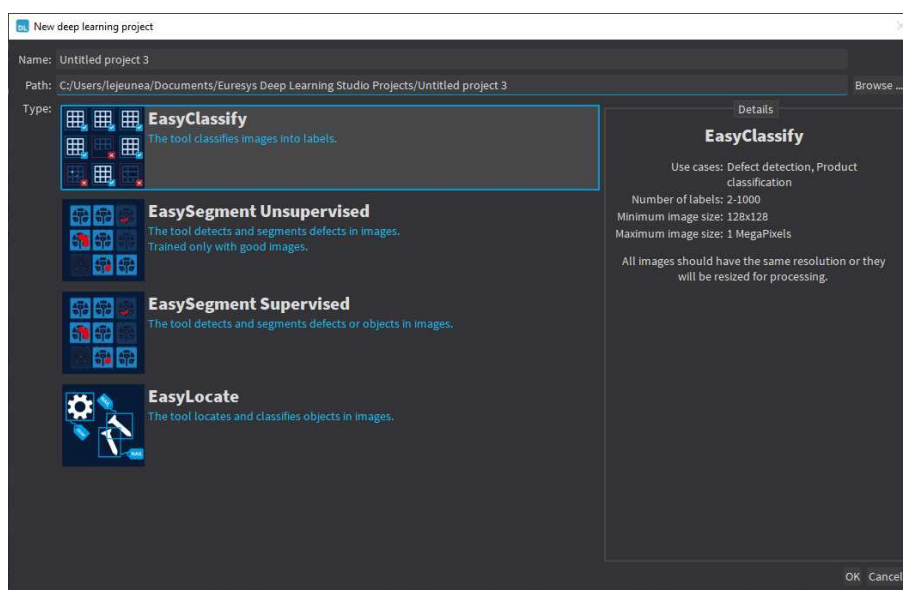 New deep learning project
Name: Untitled project 3
Path: C:/Users/lejeunea/Documents/Euresys Deep Learning Studio Projects/Untitled project 3
Browse ...
Type:
EasyClassify
The tool classifies images into labels.
EasySegment Unsupervised
The tool detects and segments defects in images.
Trained only with good images.
EasySegment Supervised
The tool detects and segments defects or objects in images.
EasyLocate
The tool locates and classifies objects in images.
Details
EasyClassify
Use cases: Defect detection, Product
classification
Number of labels: 2-1000
Minimum image size: 128x128
Maximum image size: 1 MegaPixels
All images should have the same resolution or they
will be resized for processing.
OK Cancel